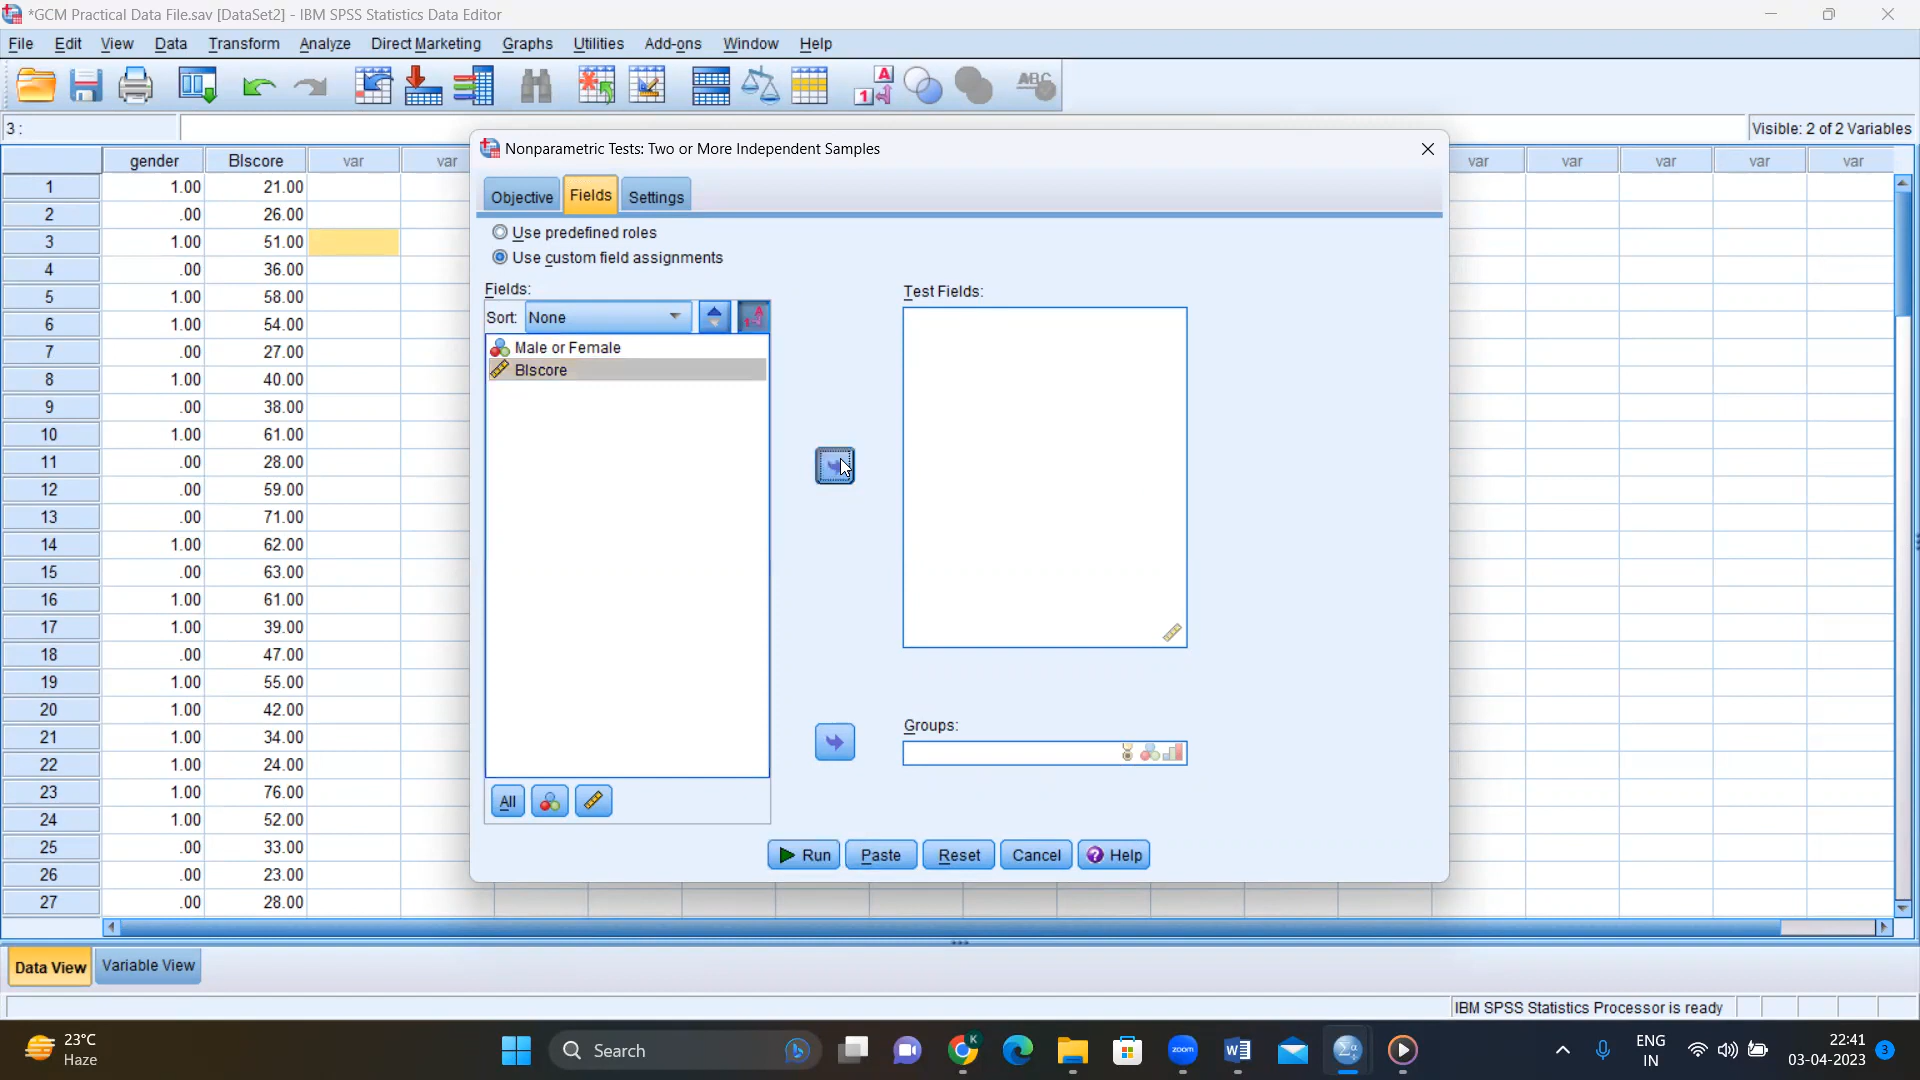 *GCM Practical Data File.sav [DataSet2] - IBM SPSS Statistics Data Editor
File Edit View Data Transform Analyze Direct Marketing Graphs Utilities Add-ons Window Help
A
1
ABC
3 :
Visible: 2 of 2 Variables
gender BIscore var var var var var var var
1 1.00 21.00
2 .00 26.00
3 1.00 51.00
4 .00 36.00
5 1.00 58.00
6 1.00 54.00
7 .00 27.00
8 1.00 40.00
9 .00 38.00
10 1.00 61.00
11 .00 28.00
12 .00 59.00
13 .00 71.00
14 1.00 62.00
15 .00 63.00
16 1.00 61.00
17 1.00 39.00
18 .00 47.00
19 1.00 55.00
20 1.00 42.00
21 1.00 34.00
22 1.00 24.00
23 1.00 76.00
24 1.00 52.00
25 .00 33.00
26 .00 23.00
27 .00 28.00
Nonparametric Tests: Two or More Independent Samples
Objective Fields Settings
Use predefined roles
Use custom field assignments
Fields:
Sort: None
Male or Female
BIscore
Test Fields:
Groups:
All
Run Paste Reset Cancel Help
Data View Variable View
IBM SPSS Statistics Processor is ready
23°C
Haze
Search
K
zoom
W
Σα
ENG
IN
22:41
03-04-2023
3